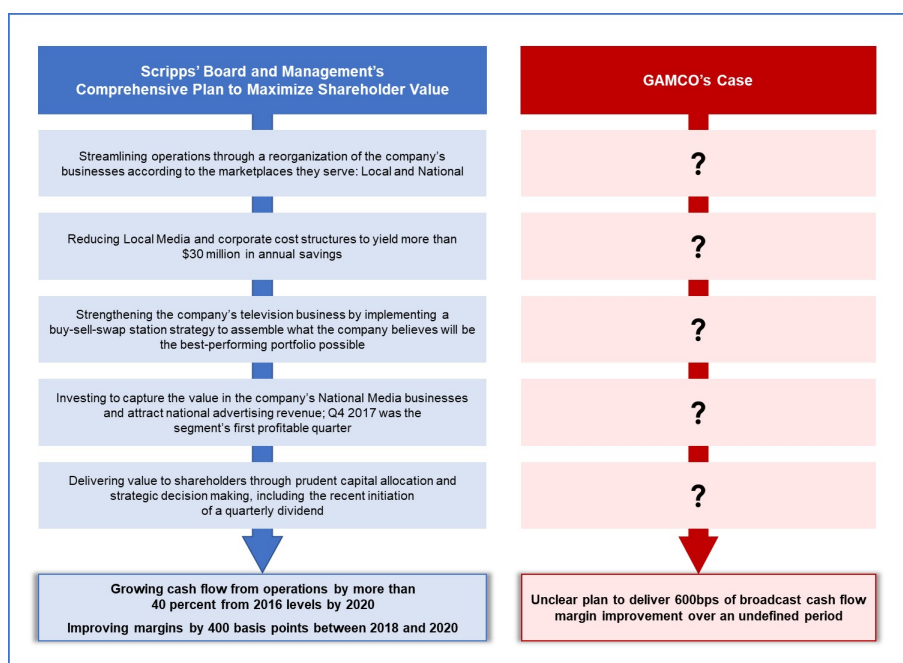 Scripps' Board and Management's
Comprehensive Plan to Maximize Shareholder Value
Streamlining operations through a reorganization of the company's
businesses according to the marketplaces they serve: Local and National
Reducing Local Media and corporate cost structures to yield more than
$30 million in annual savings
Strengthening the company's television business by implementing a
buy-sell-swap station strategy to assemble what the company believes will be
the best-performing portfolio possible
Investing to capture the value in the company's National Media businesses
and attract national advertising revenue; Q4 2017 was the
segment's first profitable quarter
Delivering value to shareholders through prudent capital allocation and
strategic decision making, including the recent initiation
of a quarterly dividend
Growing cash flow from operations by more than
40 percent from 2016 levels by 2020
Improving margins by 400 basis points between 2018 and 2020
GAMCO's Case
?
?
?
?
?
Unclear plan to deliver 600bps of broadcast cash flow
margin improvement over an undefined period